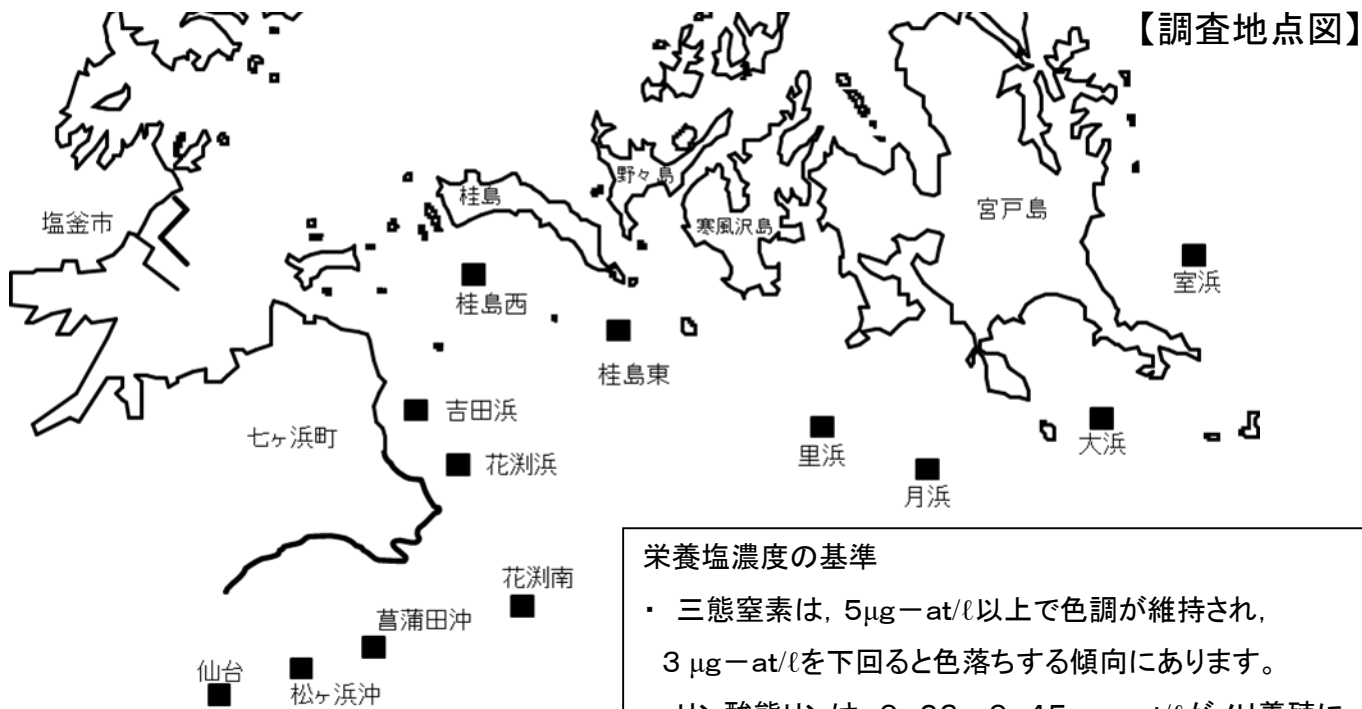 【調査地点図】
野々島
桂島
宮戸島
塩釜市
寒風沢島
室浜
桂島西
桂島東
吉田浜
七ヶ浜町
大浜
里浜
花渕浜
月浜
栄養塩濃度の基準
花渕南
・ 三態窒素は，5μg－at/ℓ以上で色調が維持され，
菖蒲田沖
3 μg－at/ℓを下回ると色落ちする傾向にあります。
仙台
松ヶ浜沖